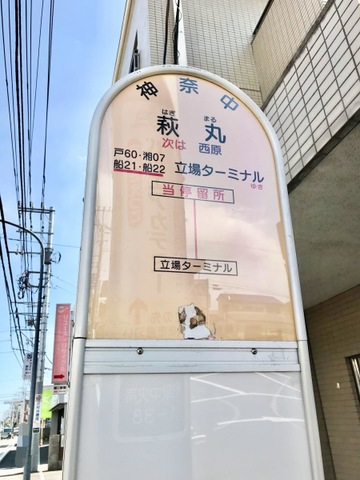 神奈中
はぎ まる
萩丸
次は 西原
戸60・湘07
船21・船22 立場ターミナル
ゆき
当停留所
立場ターミナル